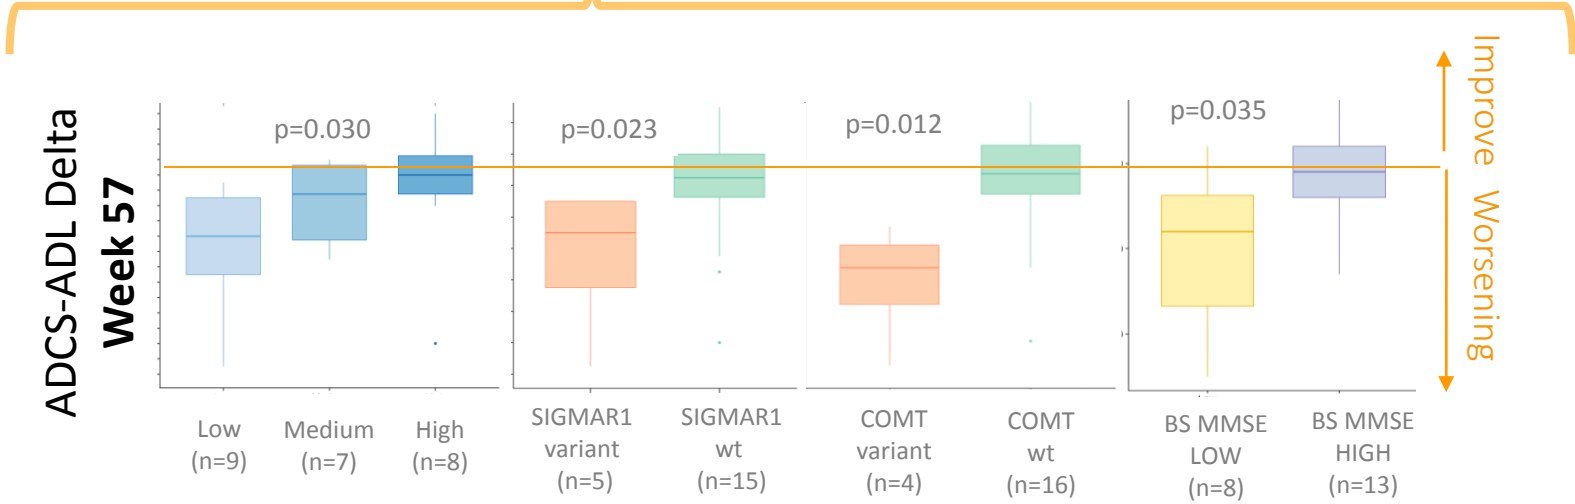 ADCS-ADL Delta
Week 57
p=0.030
p=0.023
p=0.012
p=0.035
Low
(n=9)
Medium
(n=7)
High
(n=8)
SIGMAR1
variant
(n=5)
SIGMAR1
wt
(n=15)
COMT
variant
(n=4)
COMT
wt
(n=16)
BS MMSE
LOW
(n=8)
BS MMSE
HIGH
(n=13)
Improve
Worsening